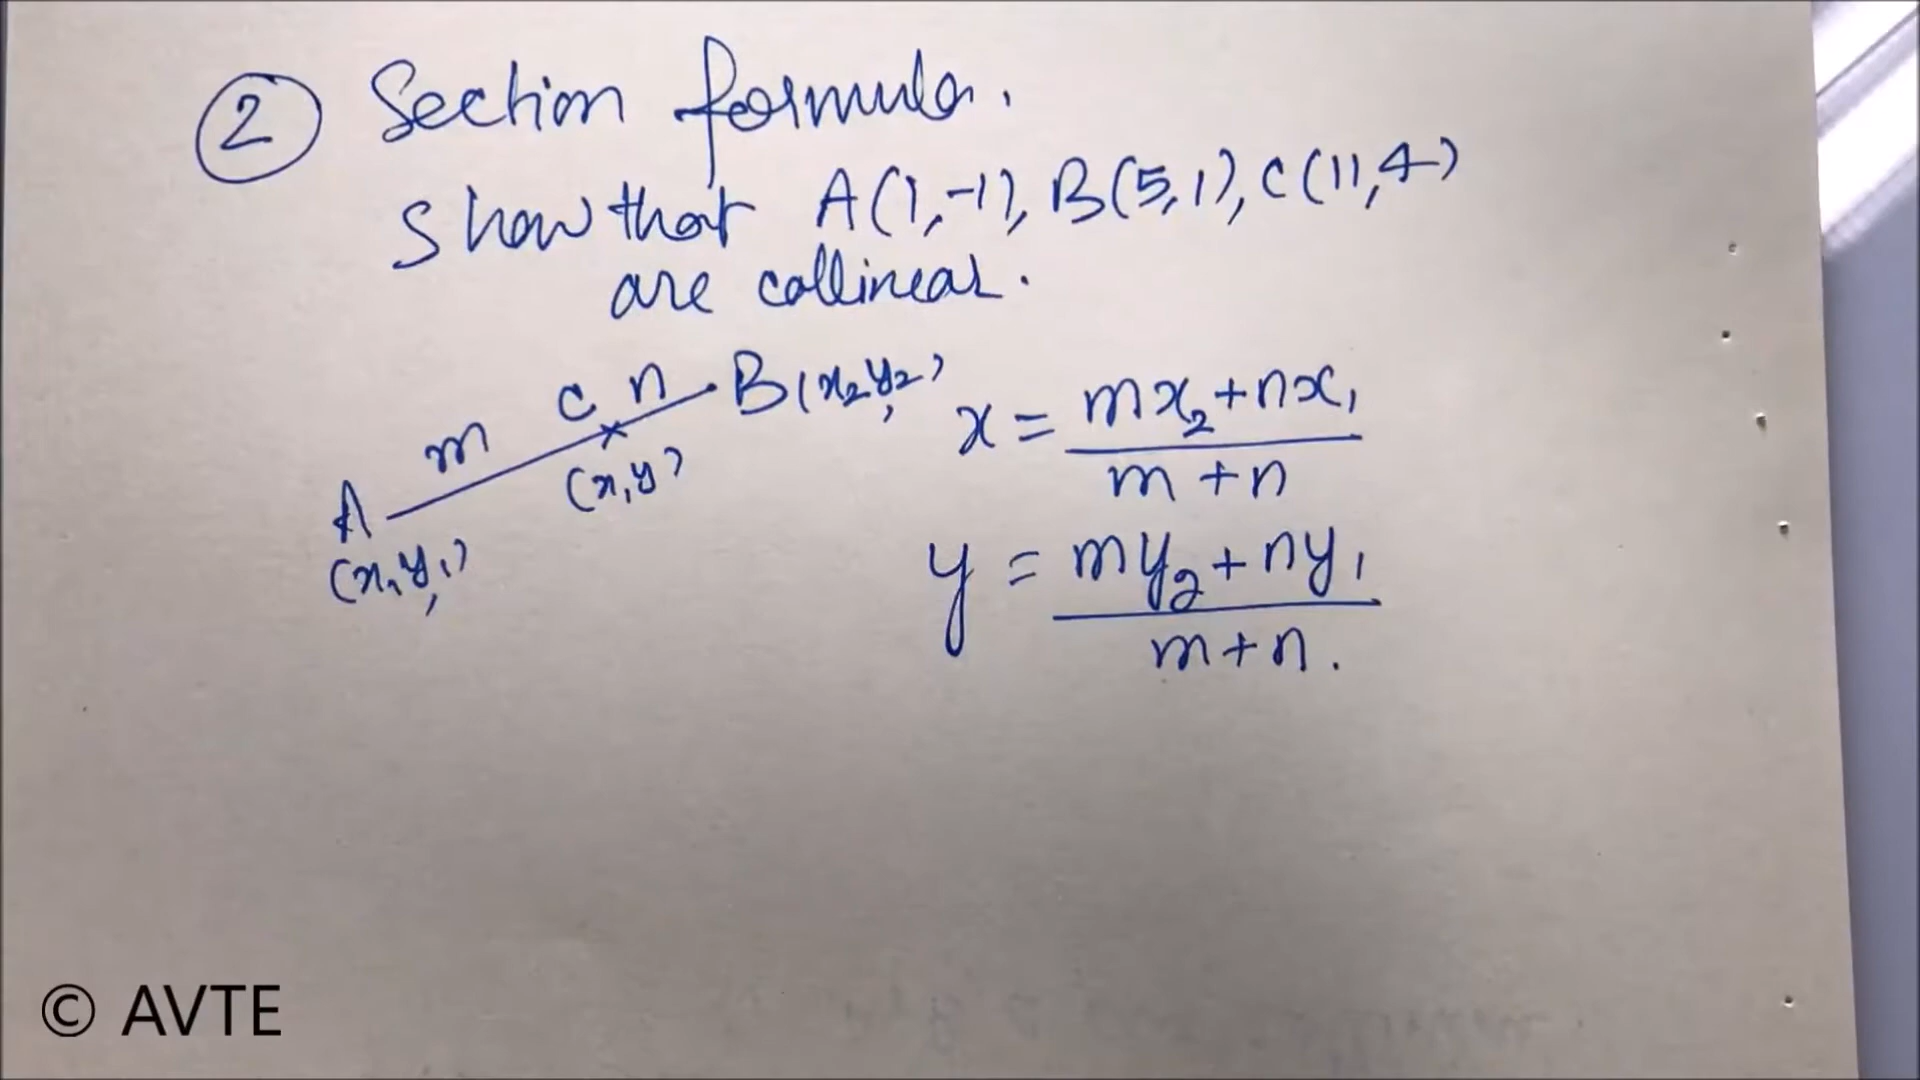 2 Section formula.
show that A(1,-1), B(5,1), C(11,4)
are collinear.
A m C n B(x₂,y₂)
(x,y)
(x₁,y₁)
x = mx₂+nx₁ / m+n
y = my₂+ny₁ / m+n.
© AVTE